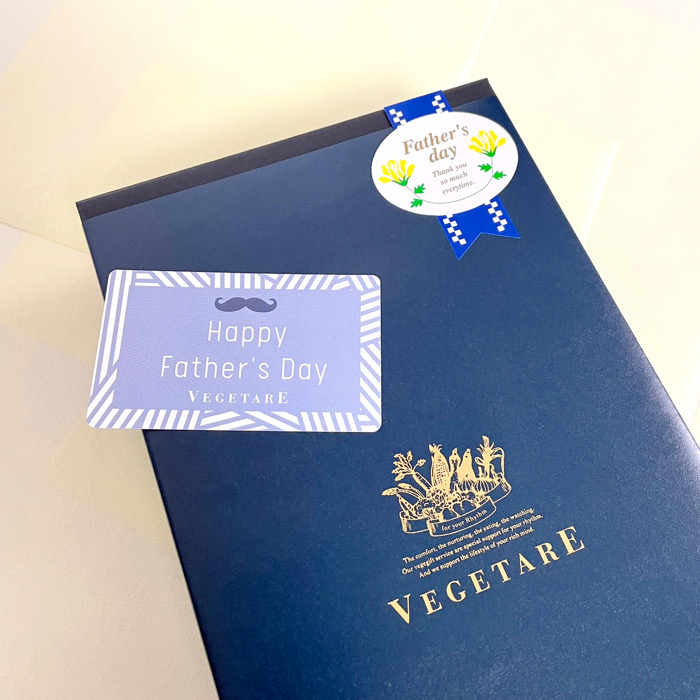 Father's
day
Thank you
so much
everytime.
Happy
Father's Day
VEGETARE
for your Rhythm
The comfort, the nurturing, the eating, the watching.
Our vegegift service are special support for your rhythm.
And we support the lifestyle of your rich mind.
VEGETARE